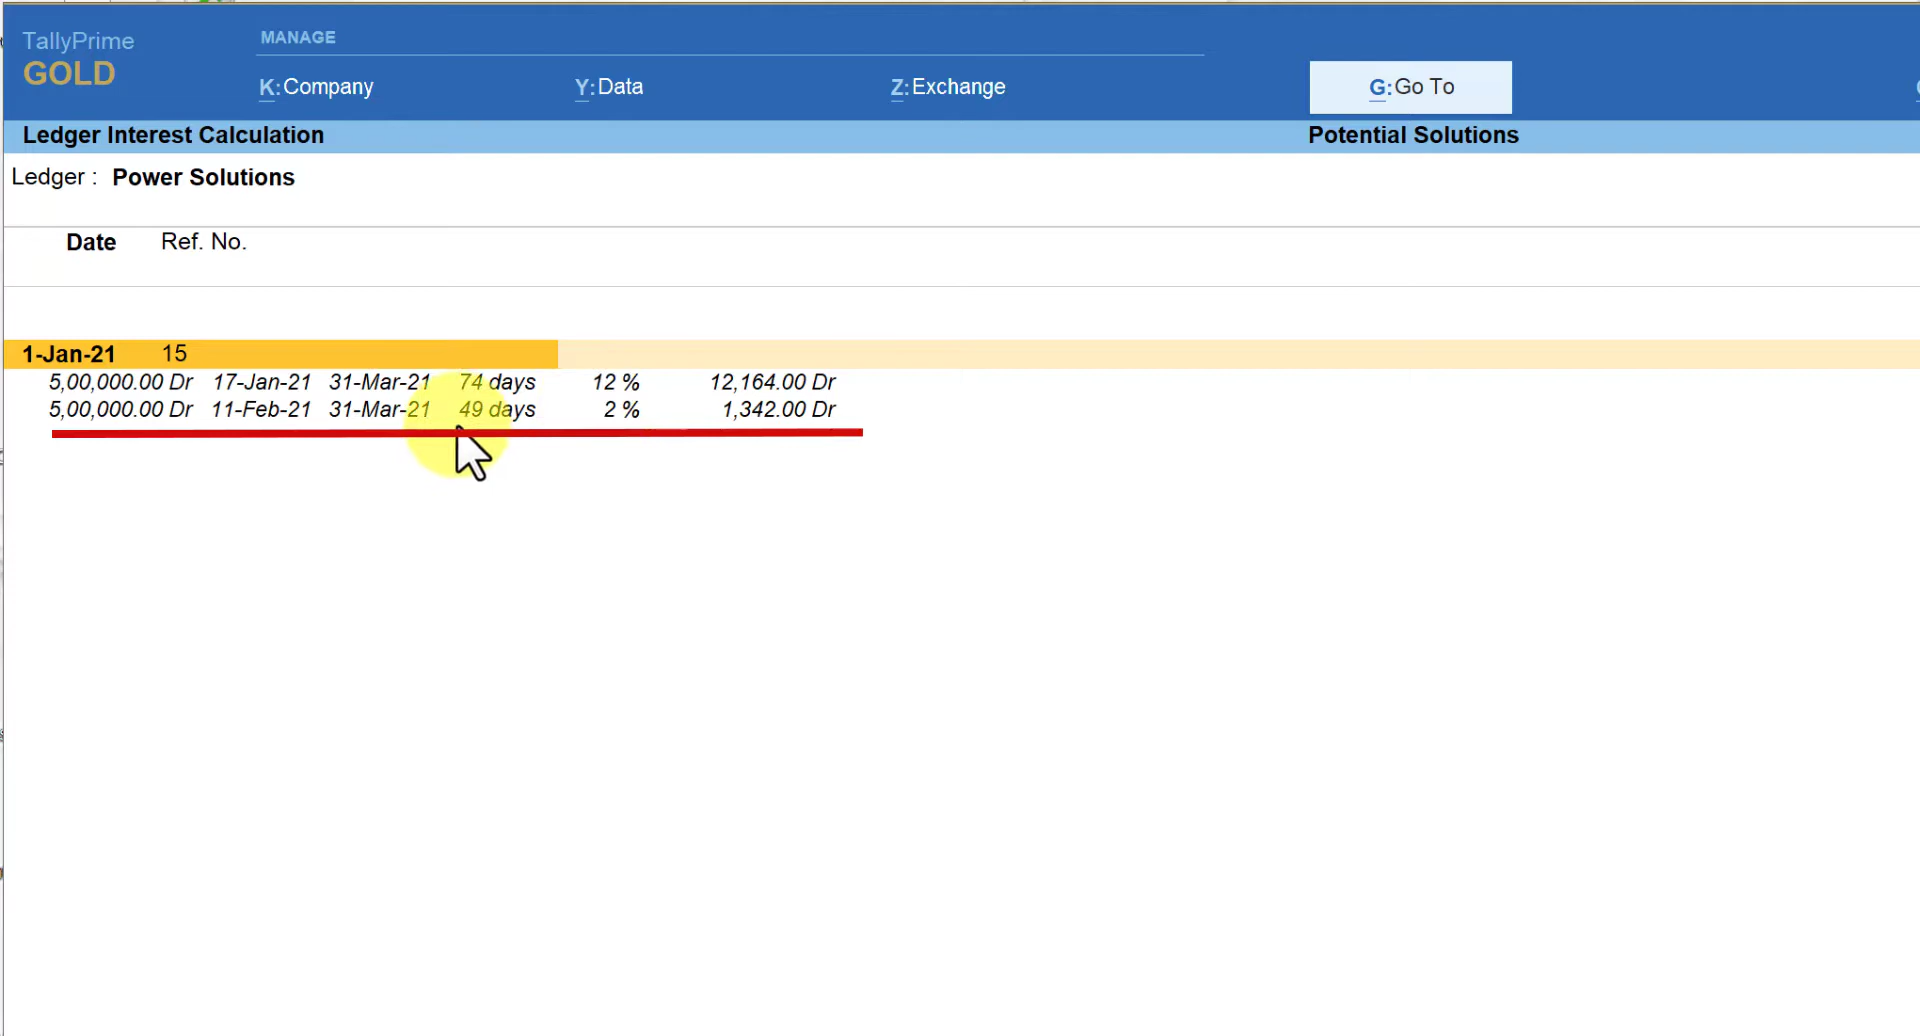 TallyPrime
GOLD
MANAGE
K:Company Y:Data Z:Exchange G:Go To
Ledger Interest Calculation Potential Solutions
Ledger : Power Solutions
Date Ref. No.
1-Jan-21 15
5,00,000.00 Dr 17-Jan-21 31-Mar-21 74 days 12 % 12,164.00 Dr
5,00,000.00 Dr 11-Feb-21 31-Mar-21 49 days 2 % 1,342.00 Dr